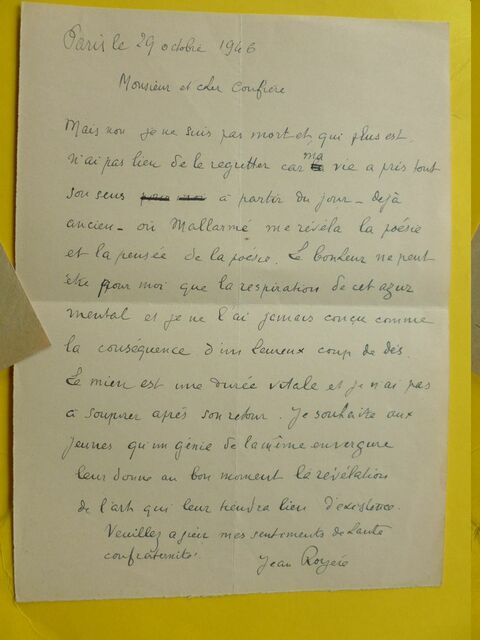 Paris le 29 octobre 1946
Monsieur et cher Confrère
Mais non je ne suis pas mort et, qui plus est,
n'ai pas lieu de le regretter car ma vie a pris tout
son sens à partir du jour - déjà
ancien - où Mallarmé me révéla la poésie
et la pensée de la poésie. Le bonheur ne peut
être pour moi que la respiration de cet azur
mental et je ne l'ai jamais conçu comme
la conséquence d'un heureux coup de dés.
Le mien est une durée vitale et je n'ai pas
à soupirer après son retour. Je souhaite aux
jeunes qu'un génie de la même envergure
leur donne au bon moment la révélation
de l'art qui leur tiendra lieu d'existence.
Veuillez agréer mes sentiments de haute
confraternité.
Jean Royère